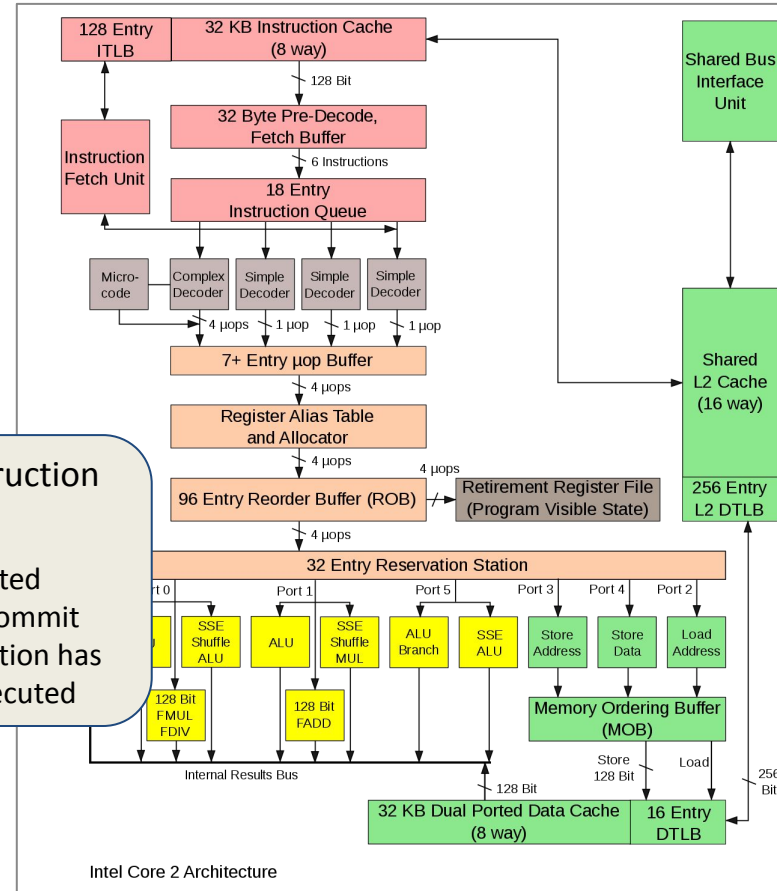 128 Entry
ITLB
32 KB Instruction Cache
(8 way)
128 Bit
32 Byte Pre-Decode,
Fetch Buffer
6 Instructions
Instruction
Fetch Unit
18 Entry
Instruction Queue
Micro-
code
Complex
Decoder
Simple
Decoder
Simple
Decoder
Simple
Decoder
4 µops
1 µop
1 µop
1 µop
7+ Entry µop Buffer
4 µops
Register Alias Table
and Allocator
4 µops
4 µops
96 Entry Reorder Buffer (ROB)
Retirement Register File
(Program Visible State)
4 µops
32 Entry Reservation Station
Port 1
Port 5
Port 3
Port 4
Port 2
SSE
Shuffle
ALU
ALU
SSE
Shuffle
MUL
ALU
Branch
SSE
ALU
Store
Address
Store
Data
Load
Address
128 Bit
FMUL
FDIV
128 Bit
FADD
Memory Ordering Buffer
(MOB)
Internal Results Bus
Store
128 Bit
Load
128 Bit
256
Bit
32 KB Dual Ported Data Cache
(8 way)
16 Entry
DTLB
Shared Bus
Interface
Unit
Shared
L2 Cache
(16 way)
256 Entry
L2 DTLB
Intel Core 2 Architecture